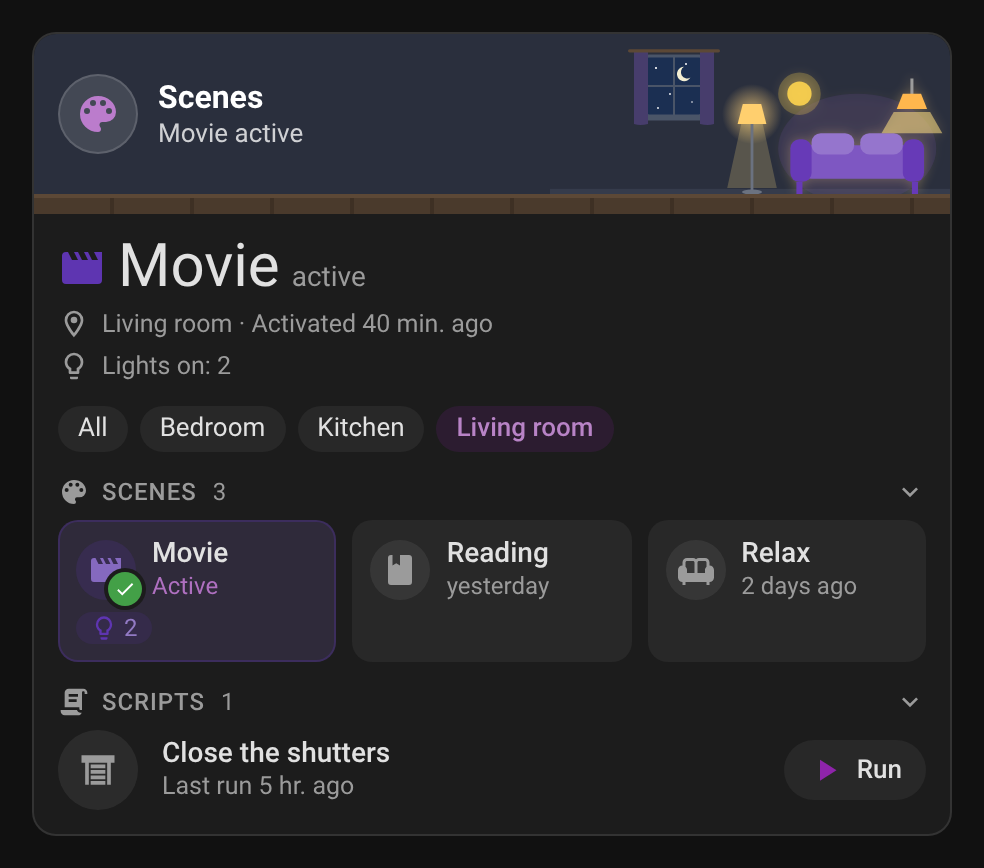 Scenes
Movie active
Movie active
Living room · Activated 40 min. ago
Lights on: 2
All Bedroom Kitchen Living room
SCENES 3
Movie
Active
2
Reading
yesterday
Relax
2 days ago
SCRIPTS 1
Close the shutters
Last run 5 hr. ago
Run